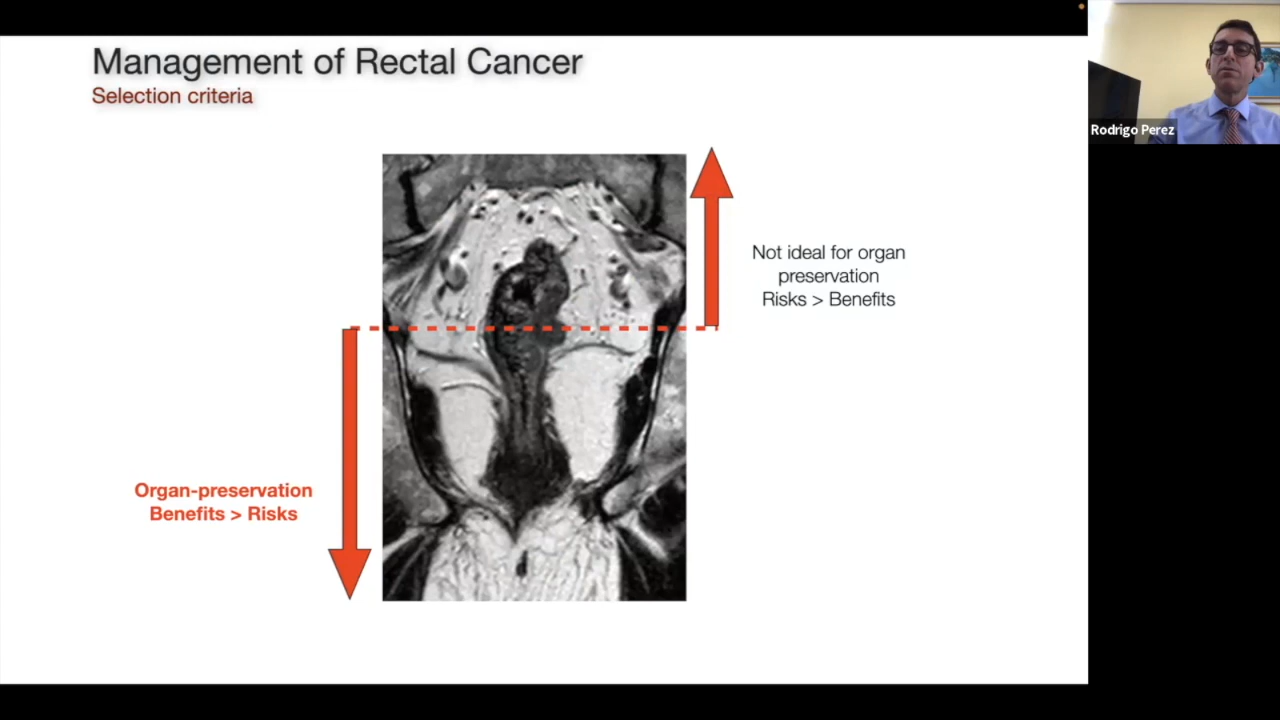 Management of Rectal Cancer
Selection criteria
Rodrigo Perez
Not ideal for organ
preservation
Risks > Benefits
Organ-preservation
Benefits > Risks